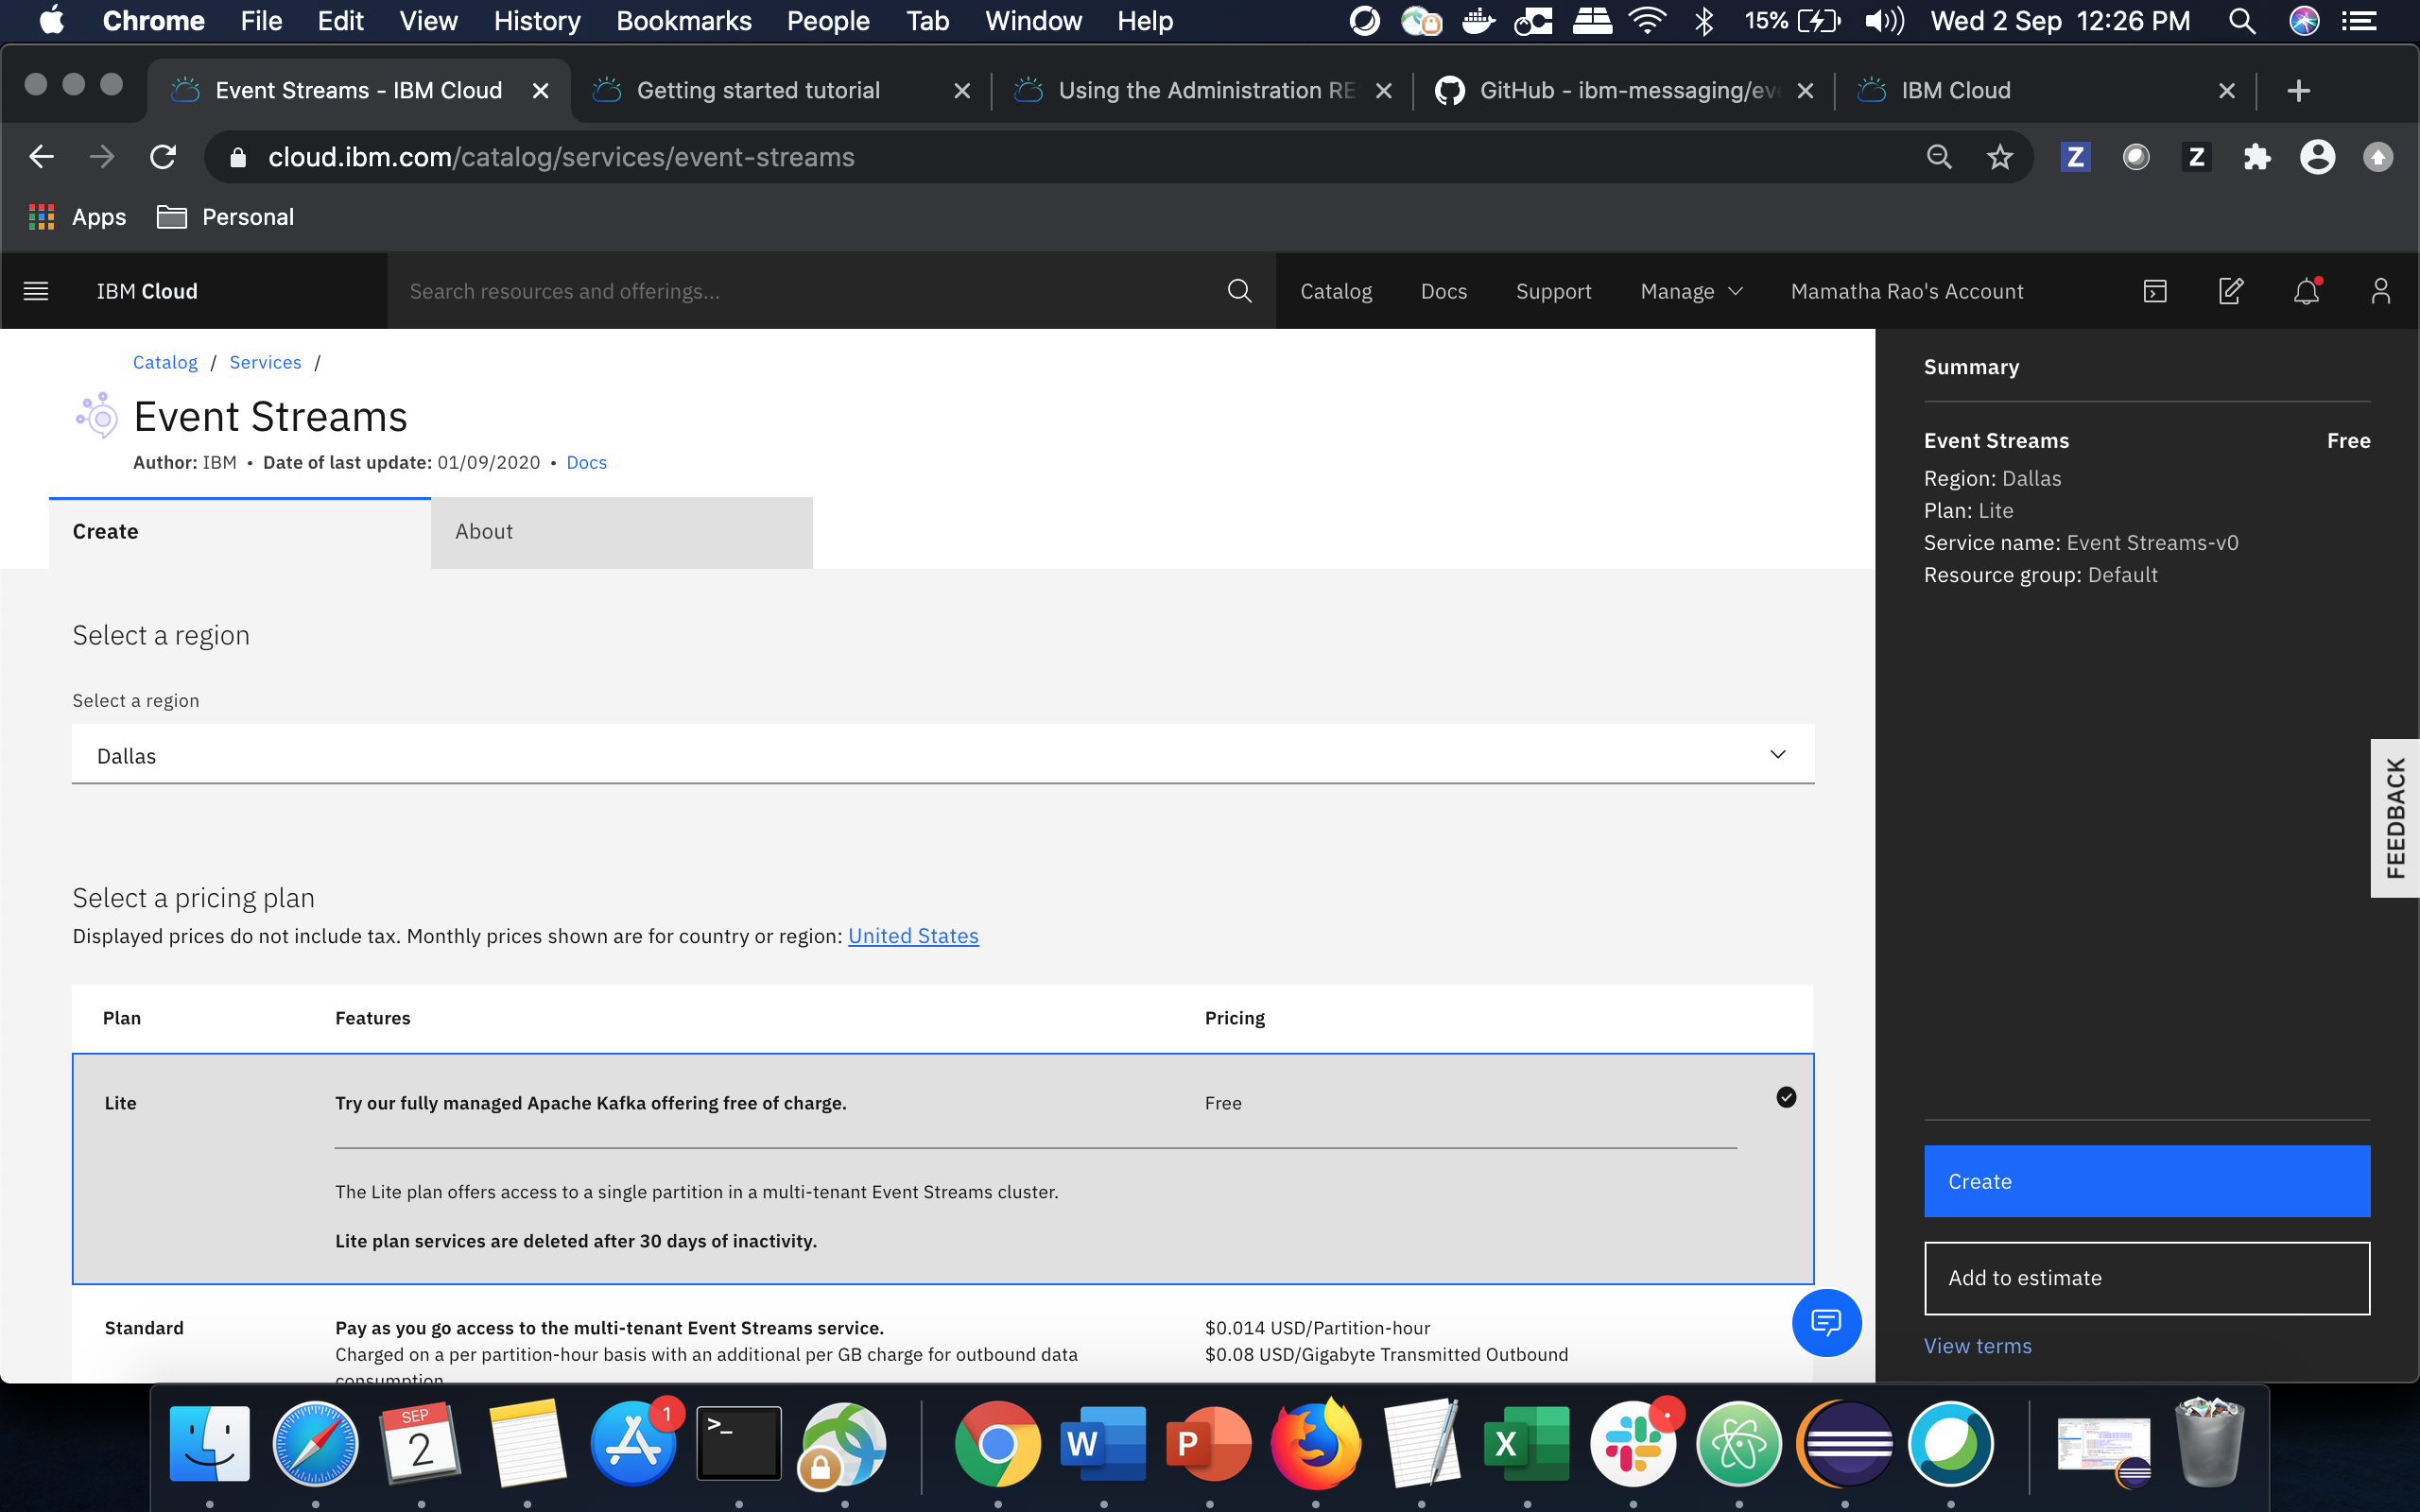 Chrome File Edit View History Bookmarks People Tab Window Help 15% Wed 2 Sep 12:26 PM
Event Streams - IBM Cloud Getting started tutorial Using the Administration RE GitHub - ibm-messaging/eve IBM Cloud
cloud.ibm.com/catalog/services/event-streams
Apps Personal
IBM Cloud Search resources and offerings... Catalog Docs Support Manage Mamatha Rao's Account
Catalog / Services /
Event Streams
Author: IBM • Date of last update: 01/09/2020 • Docs
Create About
Select a region
Select a region
Dallas
Select a pricing plan
Displayed prices do not include tax. Monthly prices shown are for country or region: United States
Plan Features Pricing
Lite Try our fully managed Apache Kafka offering free of charge. Free
The Lite plan offers access to a single partition in a multi-tenant Event Streams cluster.
Lite plan services are deleted after 30 days of inactivity.
Standard Pay as you go access to the multi-tenant Event Streams service. $0.014 USD/Partition-hour
Charged on a per partition-hour basis with an additional per GB charge for outbound data $0.08 USD/Gigabyte Transmitted Outbound
consumption
Summary
Event Streams Free
Region: Dallas
Plan: Lite
Service name: Event Streams-v0
Resource group: Default
FEEDBACK
Create
Add to estimate
View terms
SEP
2
1
>_
W
P
X
Z
Z